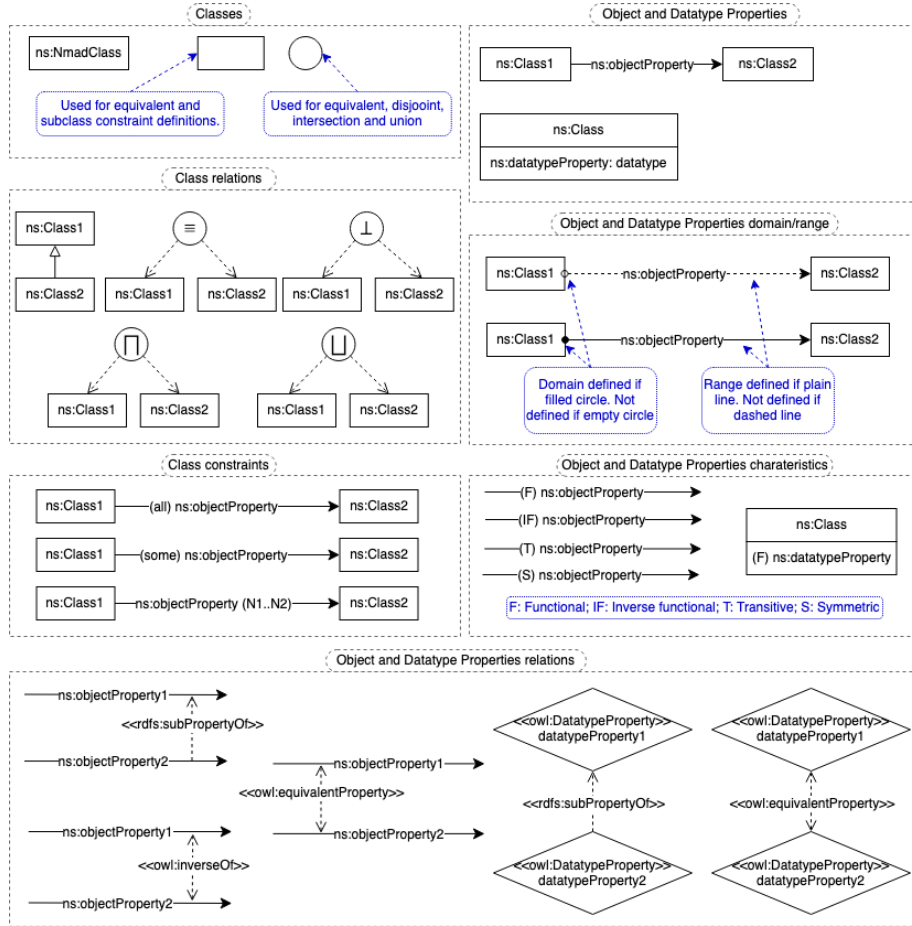 Classes
ns:NmadClass
Used for equivalent and
subclass constraint definitions.
Used for equivalent, disjooint,
intersection and union
Object and Datatype Properties
ns:Class1
ns:objectProperty
ns:Class2
ns:Class
ns:datatypeProperty: datatype
Class relations
ns:Class1
ns:Class2
≡
ns:Class1
ns:Class2
⊥
ns:Class1
ns:Class2
∏
ns:Class1
ns:Class2
∐
ns:Class1
ns:Class2
Object and Datatype Properties domain/range
ns:Class1
ns:objectProperty
ns:Class2
ns:Class1
ns:objectProperty
ns:Class2
Domain defined if
filled circle. Not
defined if empty circle
Range defined if plain
line. Not defined if
dashed line
Class constraints
ns:Class1
(all) ns:objectProperty
ns:Class2
ns:Class1
(some) ns:objectProperty
ns:Class2
ns:Class1
ns:objectProperty (N1..N2)
ns:Class2
Object and Datatype Properties charateristics
(F) ns:objectProperty
(IF) ns:objectProperty
(T) ns:objectProperty
(S) ns:objectProperty
ns:Class
(F) ns:datatypeProperty
F: Functional; IF: Inverse functional; T: Transitive; S: Symmetric
Object and Datatype Properties relations
ns:objectProperty1
<<rdfs:subPropertyOf>>
ns:objectProperty2
ns:objectProperty1
<<owl:inverseOf>>
ns:objectProperty2
ns:objectProperty1
<<owl:equivalentProperty>>
ns:objectProperty2
<<owl:DatatypeProperty>>
datatypeProperty1
<<rdfs:subPropertyOf>>
<<owl:DatatypeProperty>>
datatypeProperty2
<<owl:DatatypeProperty>>
datatypeProperty1
<<owl:equivalentProperty>>
<<owl:DatatypeProperty>>
datatypeProperty2